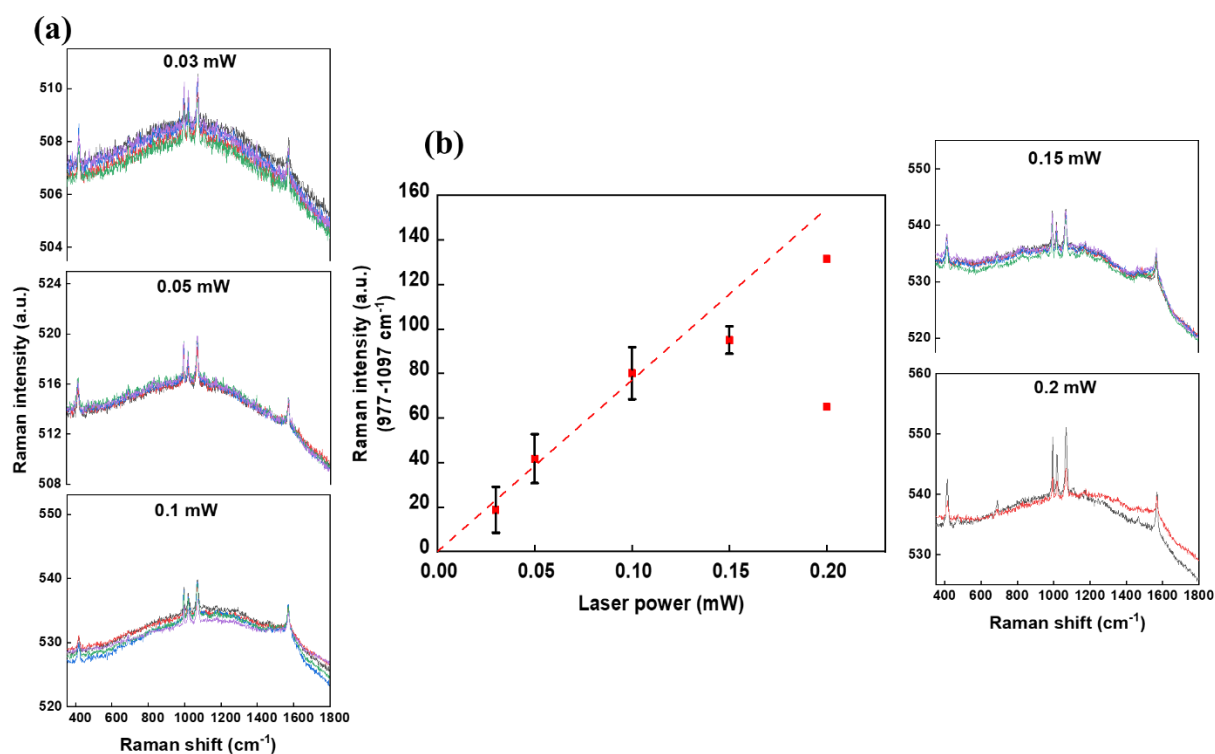 (a)
0.03 mW
510
508
506
504
0.05 mW
524
520
516
512
508
Raman intensity (a.u.)
0.1 mW
550
540
530
520
400 600 800 1000 1200 1400 1600 1800
Raman shift (cm⁻¹)
(b)
160
140
120
100
80
60
40
20
0
Raman intensity (a.u.)
(977-1097 cm⁻¹)
0.00 0.05 0.10 0.15 0.20
Laser power (mW)
0.15 mW
550
540
530
520
0.2 mW
560
550
540
530
Raman intensity (a.u.)
400 600 800 1000 1200 1400 1600 1800
Raman shift (cm⁻¹)